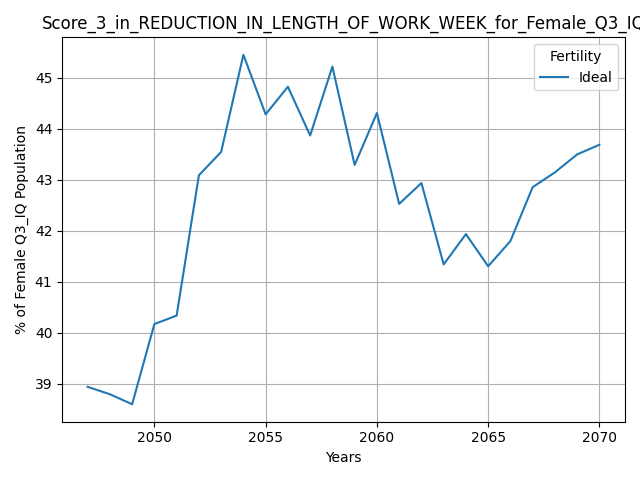 Score_3_in_REDUCTION_IN_LENGTH_OF_WORK_WEEK_for_Female_Q3_IQ
Fertility
Ideal
% of Female Q3_IQ Population
45
44
43
42
41
40
39
2050 2055 2060 2065 2070
Years